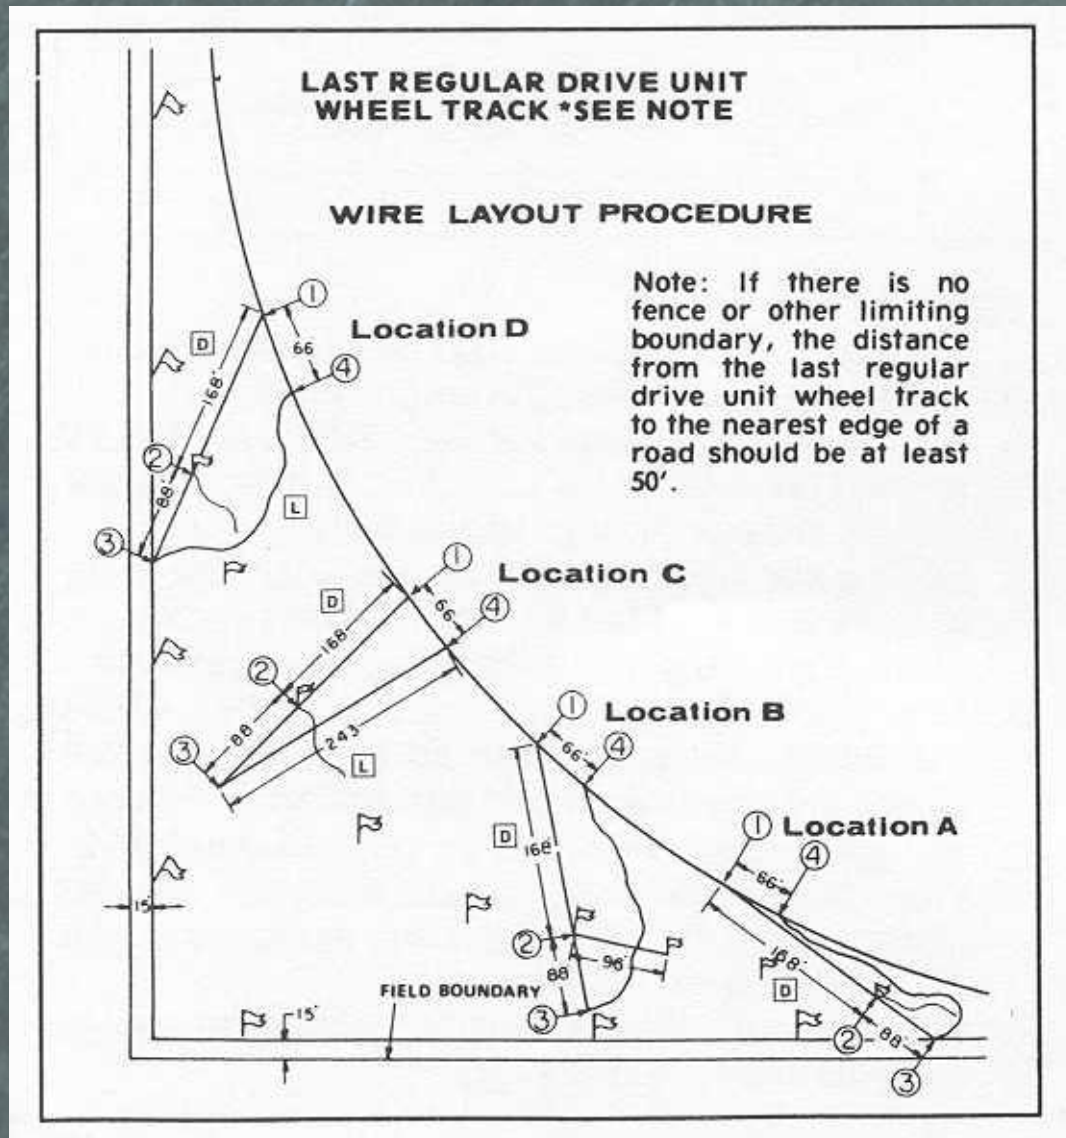 LAST REGULAR DRIVE UNIT
WHEEL TRACK *SEE NOTE
WIRE LAYOUT PROCEDURE
Note: If there is no
fence or other limiting
boundary, the distance
from the last regular
drive unit wheel track
to the nearest edge of a
road should be at least
50'.
1
Location D
D
66
4
168'
2
88'
L
3
1
Location C
D
66
4
168
2
88
243
L
3
1
Location B
66
4
D
168
2
96'
88
3
1
Location A
4
66'
168'
D
2
88'
3
15'
FIELD BOUNDARY
15'